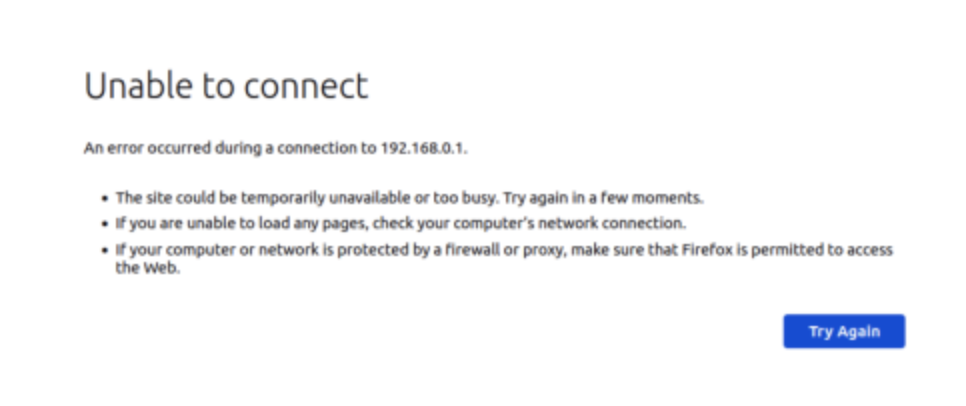 Unable to connect
An error occurred during a connection to 192.168.0.1.
• The site could be temporarily unavailable or too busy. Try again in a few moments.
• If you are unable to load any pages, check your computer's network connection.
• If your computer or network is protected by a firewall or proxy, make sure that Firefox is permitted to access
the Web.
Try Again